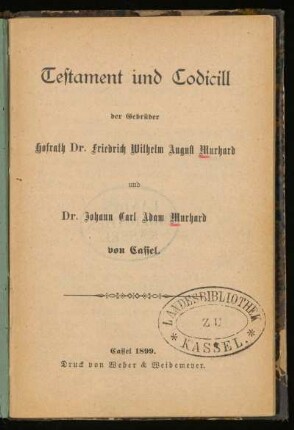 Testament und Codicill
der Gebrüder
Hofrath Dr. Friedrich Wilhelm August Murhard
und
Dr. Johann Carl Adam Murhard
von Cassel.
LANDESBIBLIOTHEK
ZU
* KASSEL. *
Cassel 1899.
Druck von Weber & Weidemeyer.